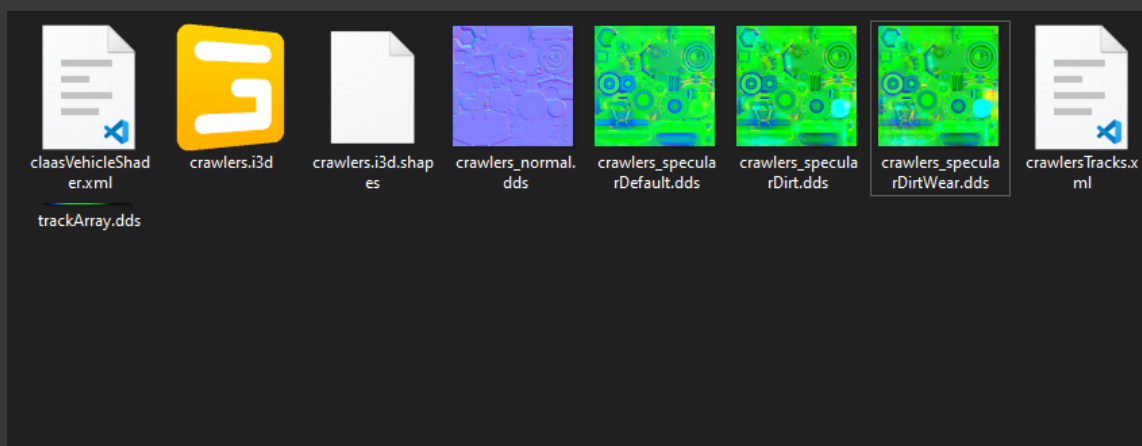 claasVehicleShad
er.xml
crawlers.i3d
crawlers.i3d.shap
es
crawlers_normal.
dds
crawlers_specula
rDefault.dds
crawlers_specula
rDirt.dds
crawlers_specula
rDirtWear.dds
crawlersTracks.x
ml
trackArray.dds